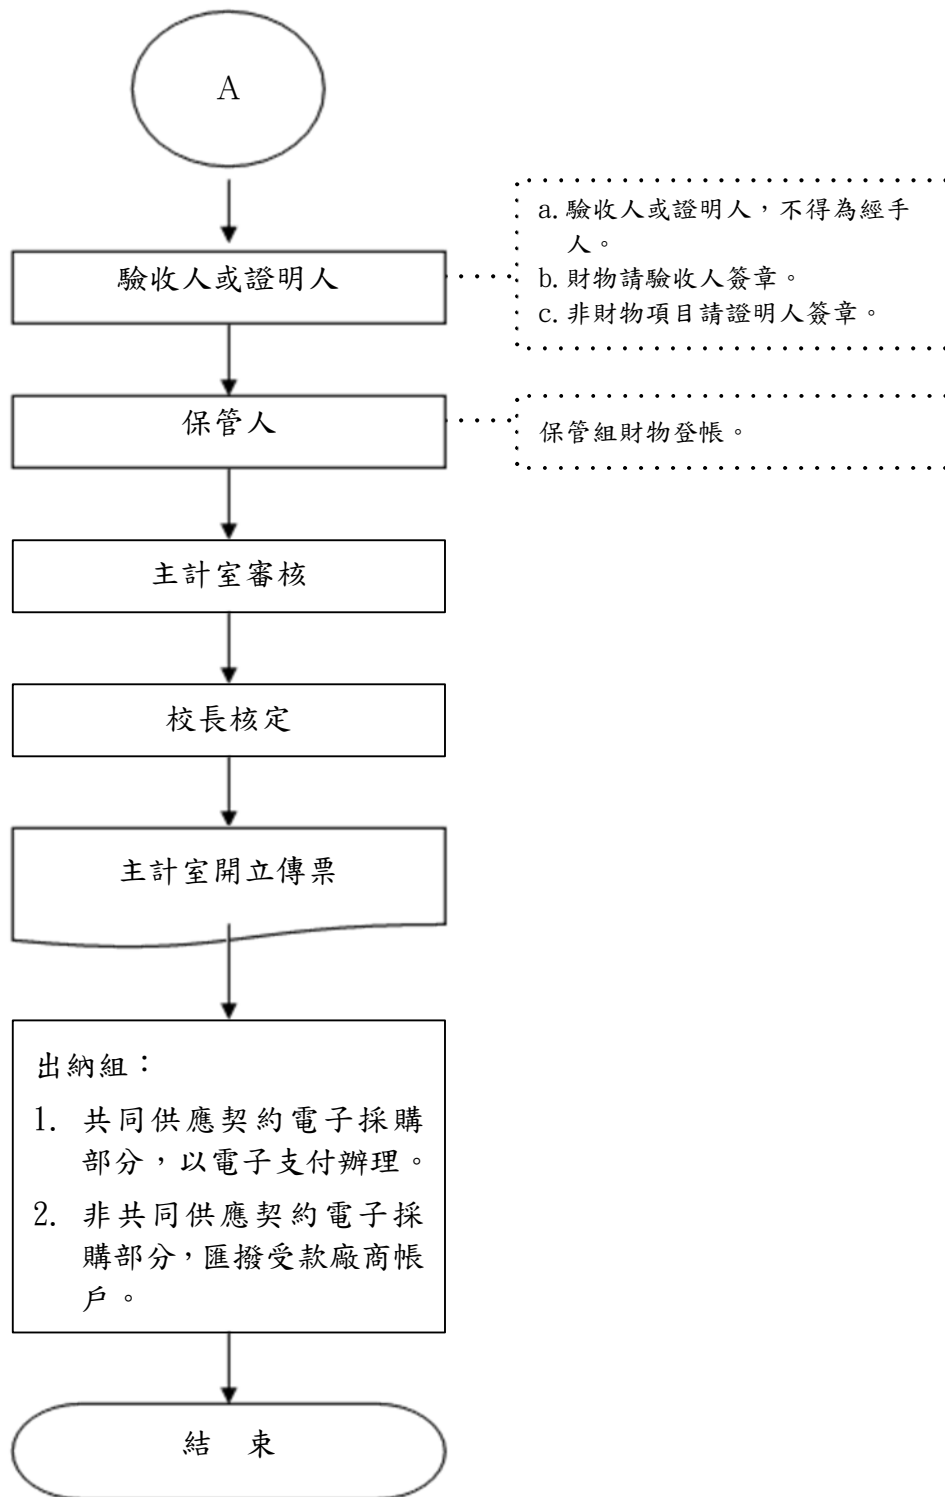 A
驗收人或證明人
a. 驗收人或證明人，不得為經手
人。
b. 財物請驗收人簽章。
c. 非財物項目請證明人簽章。
保管人
保管組財物登帳。
主計室審核
校長核定
主計室開立傳票
出納組：
1. 共同供應契約電子採購
部分，以電子支付辦理。
2. 非共同供應契約電子採
購部分，匯撥受款廠商帳
戶。
結 束